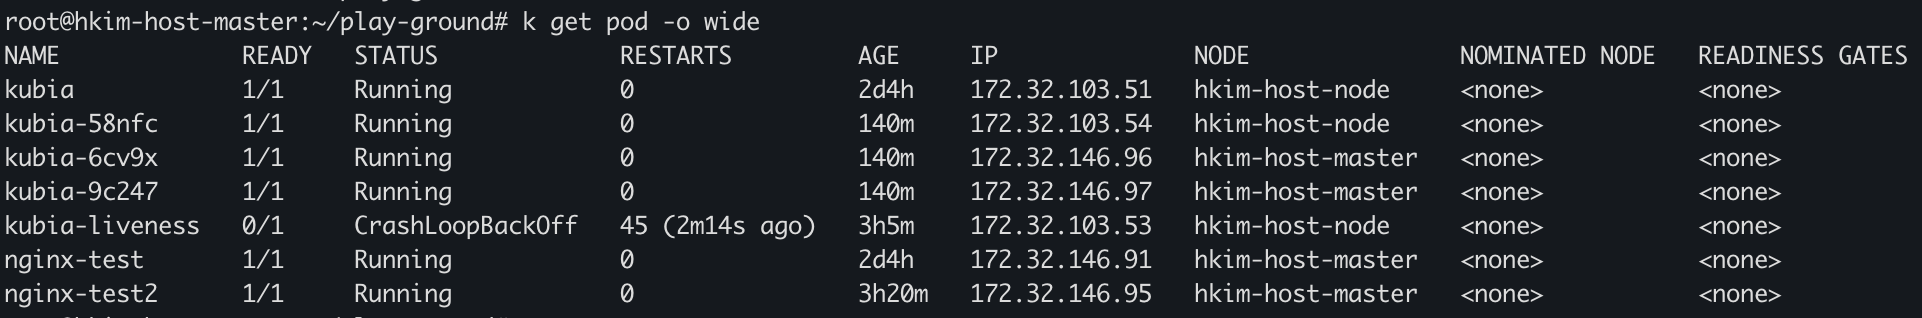 root@hkim-host-master:~/play-ground# k get pod -o wide
NAME READY STATUS RESTARTS AGE IP NODE NOMINATED NODE READINESS GATES
kubia 1/1 Running 0 2d4h 172.32.103.51 hkim-host-node <none> <none>
kubia-58nfc 1/1 Running 0 140m 172.32.103.54 hkim-host-node <none> <none>
kubia-6cv9x 1/1 Running 0 140m 172.32.146.96 hkim-host-master <none> <none>
kubia-9c247 1/1 Running 0 140m 172.32.146.97 hkim-host-master <none> <none>
kubia-liveness 0/1 CrashLoopBackOff 45 (2m14s ago) 3h5m 172.32.103.53 hkim-host-node <none> <none>
nginx-test 1/1 Running 0 2d4h 172.32.146.91 hkim-host-master <none> <none>
nginx-test2 1/1 Running 0 3h20m 172.32.146.95 hkim-host-master <none> <none>